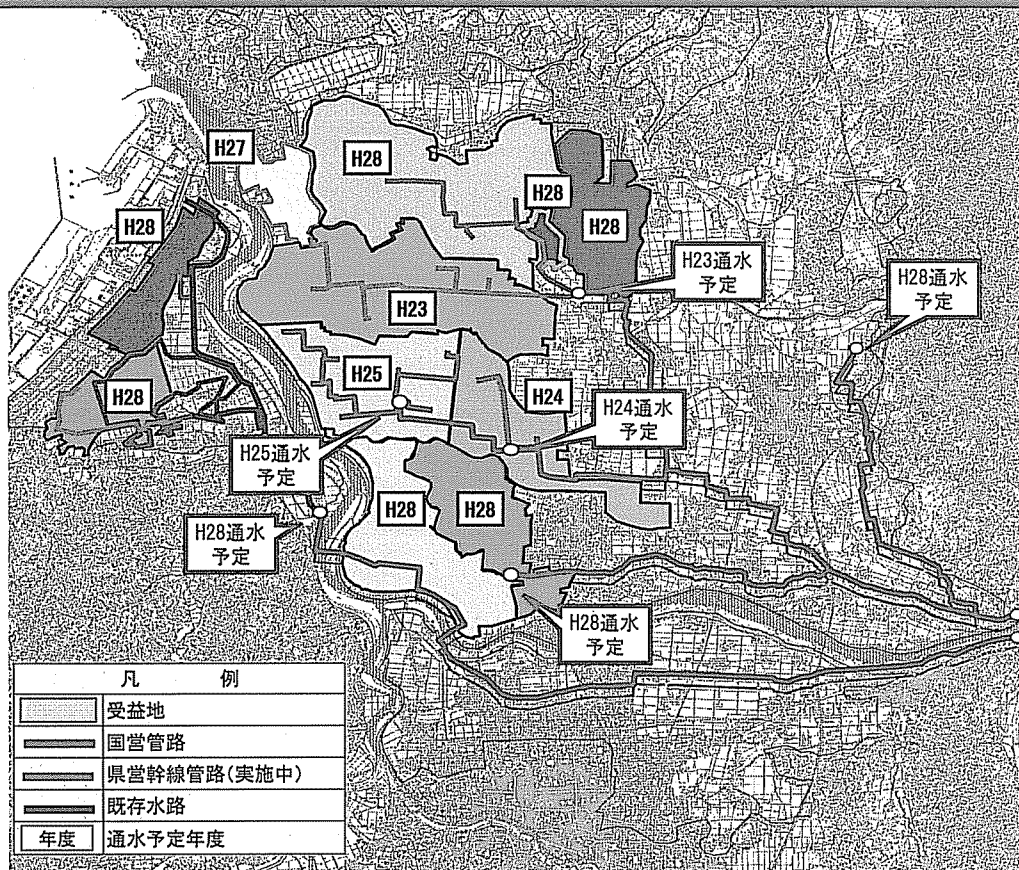 H27
H28
H28
H28
H28
H23通水
予定
H28通水
予定
H23
H25
H24
H28
H24通水
予定
H25通水
予定
H28
H28
H28通水
予定
H28通水
予定
凡 例
受益地
国営管路
県営幹線管路(実施中)
既存水路
年度
通水予定年度